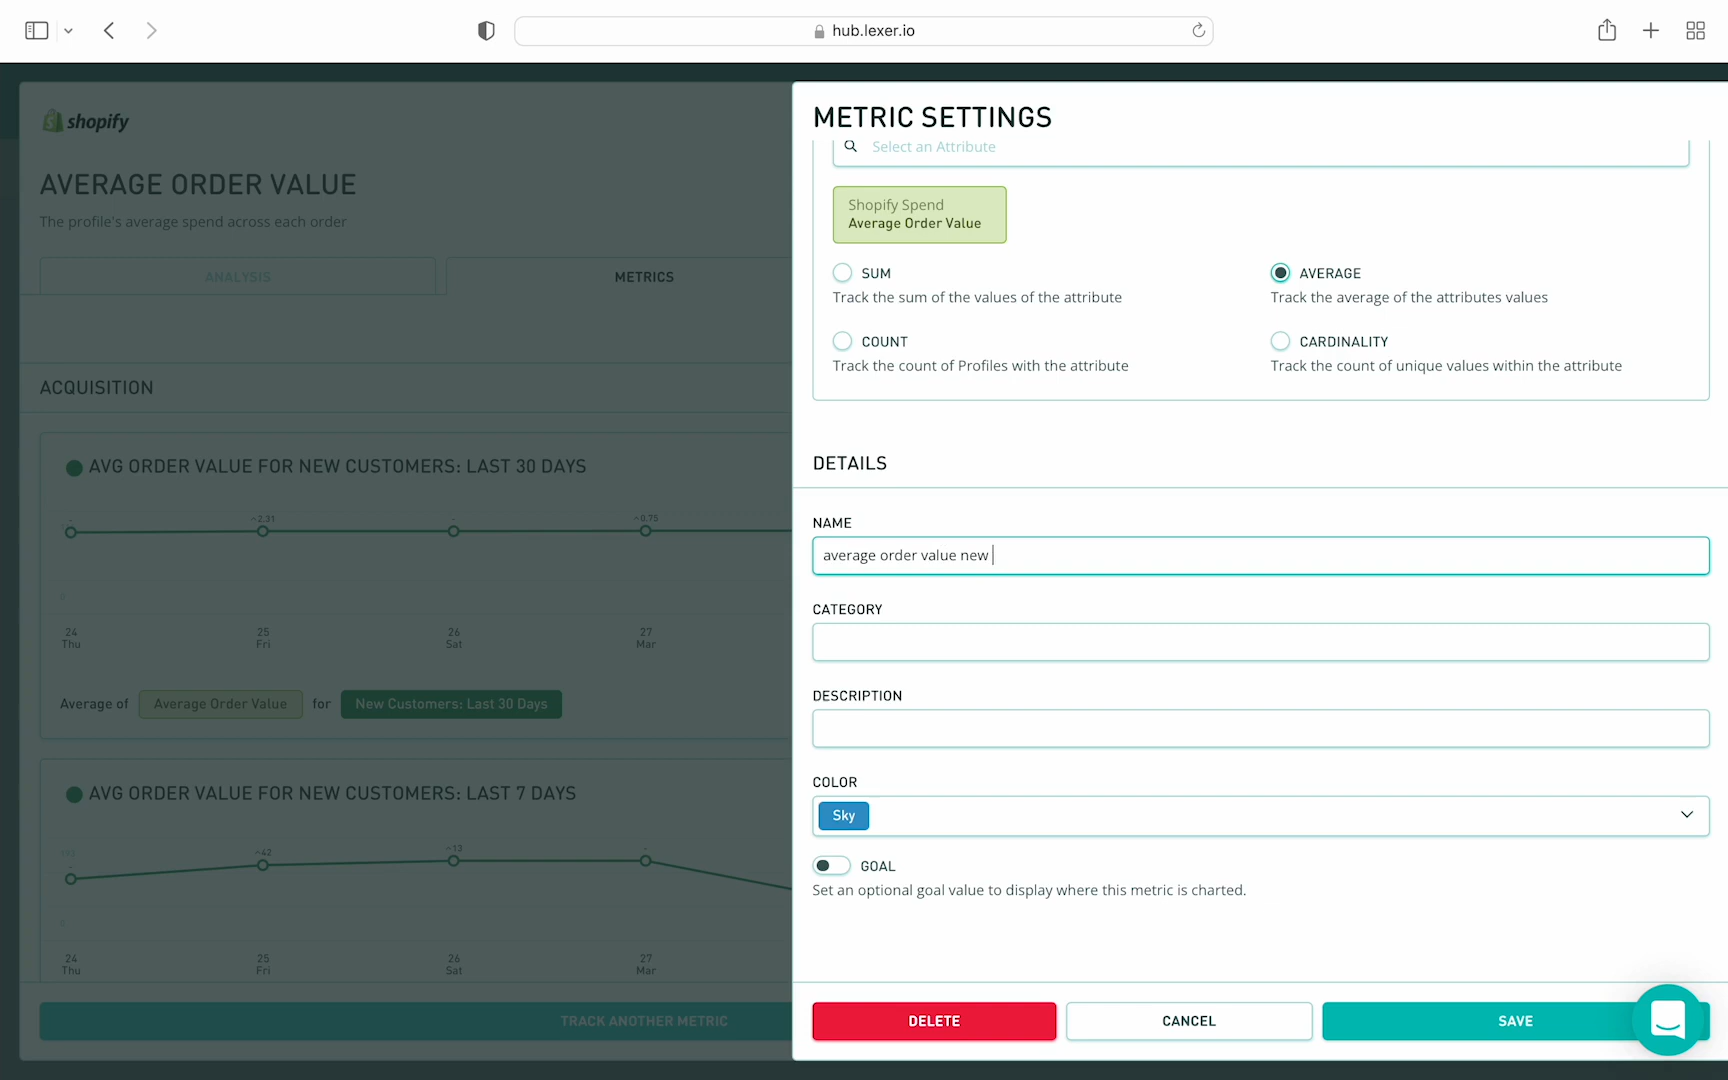 hub.lexer.io
shopify
AVERAGE ORDER VALUE
The profile's average spend across each order
ANALYSIS
METRICS
ACQUISITION
AVG ORDER VALUE FOR NEW CUSTOMERS: LAST 30 DAYS
^2.31
^0.75
0
24 Thu
25 Fri
26 Sat
27 Mar
Average of Average Order Value for New Customers: Last 30 Days
AVG ORDER VALUE FOR NEW CUSTOMERS: LAST 7 DAYS
^42
^13
24 Thu
25 Fri
26 Sat
27 Mar
TRACK ANOTHER METRIC
METRIC SETTINGS
Select an Attribute
Shopify Spend
Average Order Value
SUM
Track the sum of the values of the attribute
AVERAGE
Track the average of the attributes values
COUNT
Track the count of Profiles with the attribute
CARDINALITY
Track the count of unique values within the attribute
DETAILS
NAME
average order value new
CATEGORY
DESCRIPTION
COLOR
Sky
GOAL
Set an optional goal value to display where this metric is charted.
DELETE
CANCEL
SAVE